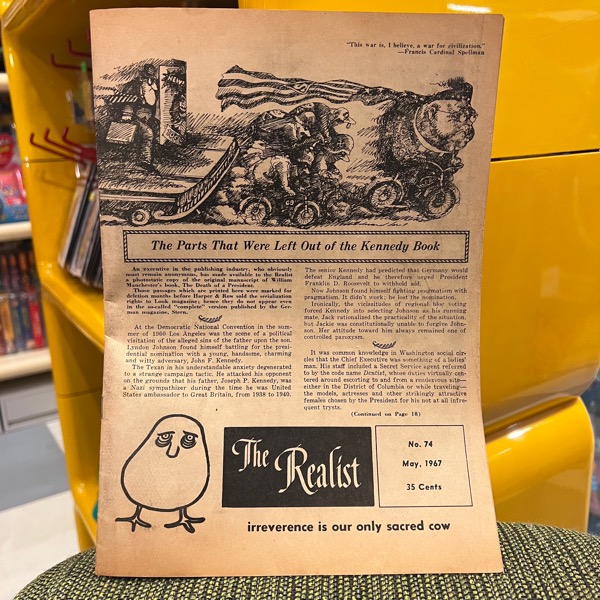 "This war is, I believe, a war for civilization."
—Francis Cardinal Spellman
The Parts That Were Left Out of the Kennedy Book
An executive in the publishing industry, who obviously
must remain anonymous, has made available to the Realist
a photostatic copy of the original manuscript of William
Manchester's book, The Death of a President.
Those passages which are printed here were marked for
deletion months before Harper & Row sold the serialization
rights to Look magazine; hence they do not appear even
in the so-called "complete" version published by the Ger-
man magazine, Stern.
At the Democratic National Convention in the sum-
mer of 1960 Los Angeles was the scene of a political
visitation of the alleged sins of the father upon the son.
Lyndon Johnson found himself battling for the presi-
dential nomination with a young, handsome, charming
and witty adversary, John F. Kennedy.
The Texan in his understandable anxiety degenerated
to a strange campaign tactic. He attacked his opponent
on the grounds that his father, Joseph P. Kennedy, was
a Nazi sympathizer during the time he was United
States ambassador to Great Britain, from 1938 to 1940.
The senior Kennedy had predicted that Germany would
defeat England and he therefore urged President
Franklin D. Roosevelt to withhold aid.
Now Johnson found himself fighting pragmatism with
pragmatism. It didn't work; he lost the nomination.
Ironically, the vicissitudes of regional bloc voting
forced Kennedy into selecting Johnson as his running
mate. Jack rationalized the practicality of the situation,
but Jackie was constitutionally unable to forgive John-
son. Her attitude toward him always remained one of
controlled paroxysm.
It was common knowledge in Washington social cir-
cles that the Chief Executive was something of a ladies'
man. His staff included a Secret Service agent referred
to by the code name Dentist, whose duties virtually cen-
tered around escorting to and from a rendezvous site—
either in the District of Columbia or while traveling—
the models, actresses and other strikingly attractive
females chosen by the President for his not at all infre-
quent trysts.
(Continued on Page 18)
The Realist
No. 74
May, 1967
35 Cents
irreverence is our only sacred cow